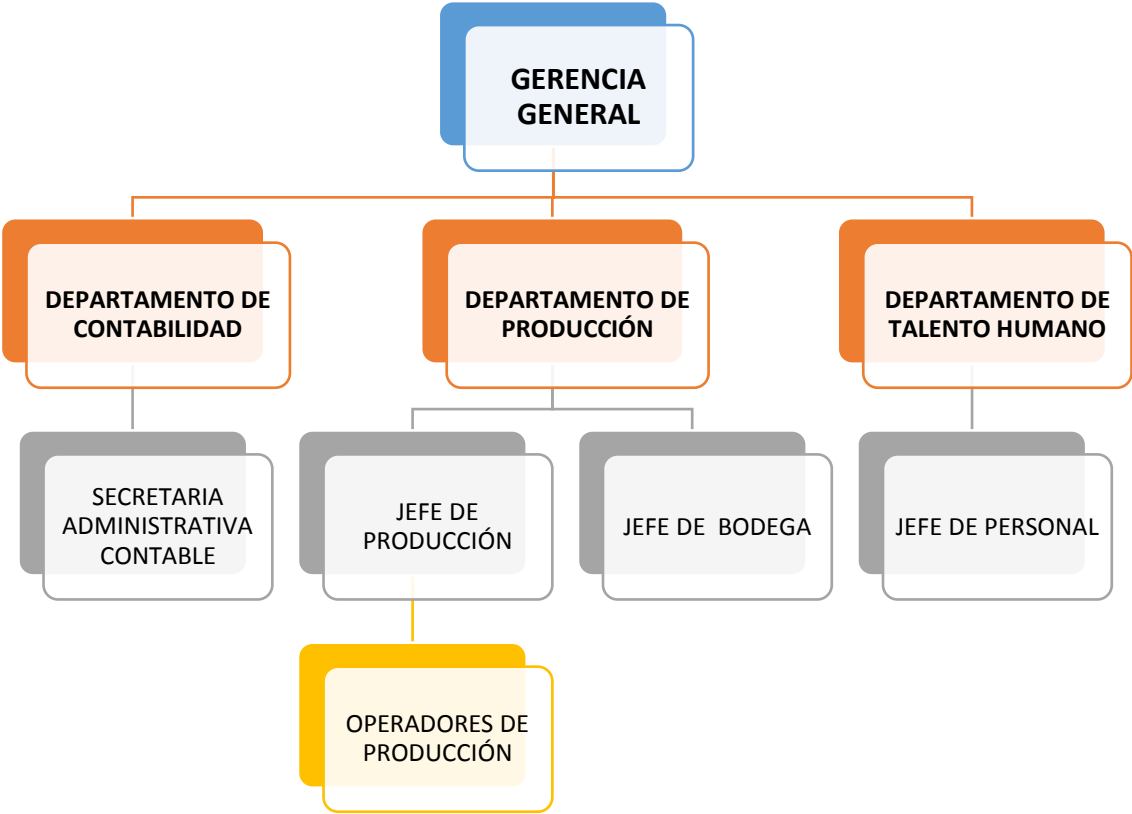 GERENCIA
GENERAL
DEPARTAMENTO DE
CONTABILIDAD
DEPARTAMENTO DE
PRODUCCIÓN
DEPARTAMENTO DE
TALENTO HUMANO
SECRETARIA
ADMINISTRATIVA
CONTABLE
JEFE DE
PRODUCCIÓN
JEFE DE  BODEGA
JEFE DE PERSONAL
OPERADORES DE
PRODUCCIÓN